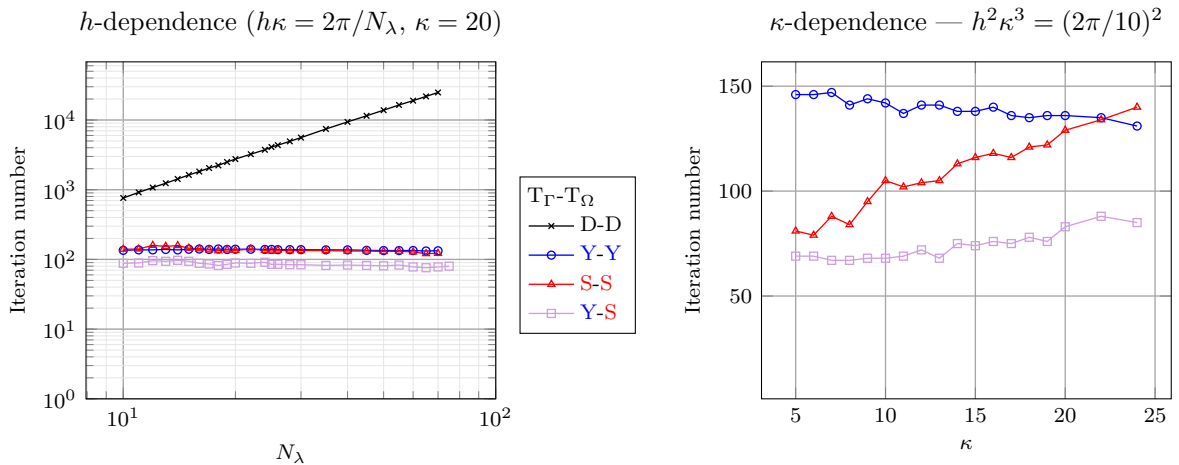 h-dependence (hκ = 2π/N_λ, κ = 20)
Iteration number
10^4
10^3
10^2
10^1
10^0
10^1
10^2
N_λ
T_Γ-T_Ω
D-D
Y-Y
S-S
Y-S
κ-dependence — h^2κ^3 = (2π/10)^2
Iteration number
150
100
50
5
10
15
20
25
κ